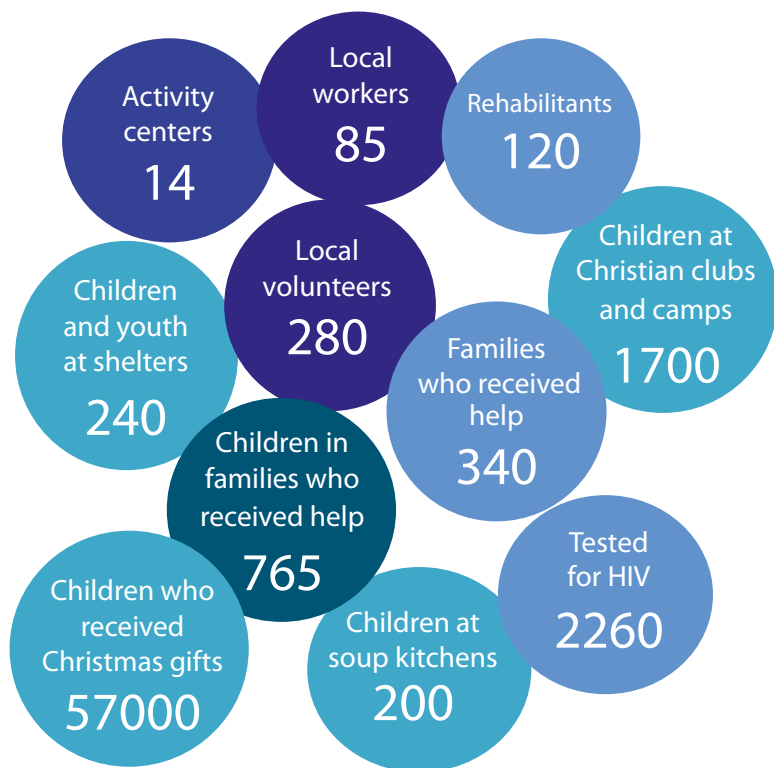 Activity
centers
14
Local
workers
85
Rehabilitants
120
Children at
Christian clubs
and camps
1700
Local
volunteers
280
Children
and youth
at shelters
240
Families
who received
help
340
Children in
families who
received help
765
Tested
for HIV
2260
Children who
received
Christmas gifts
57000
Children at
soup kitchens
200